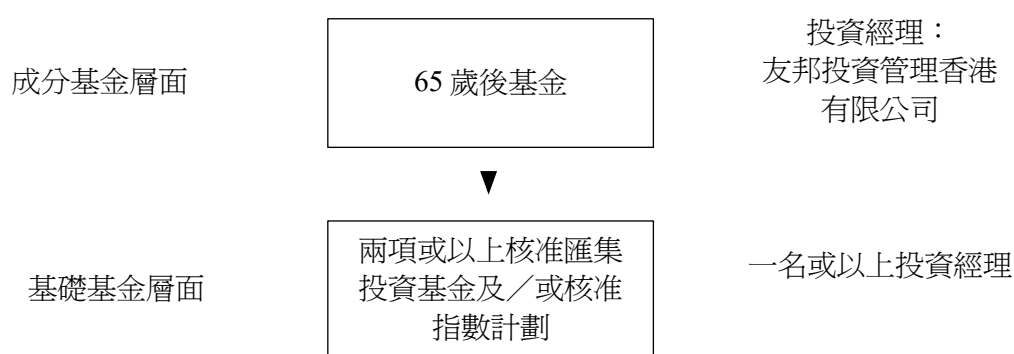 成分基金層面
65 歲後基金
投資經理：
友邦投資管理香港
有限公司
基礎基金層面
兩項或以上核准匯集
投資基金及／或核准
指數計劃
一名或以上投資經理